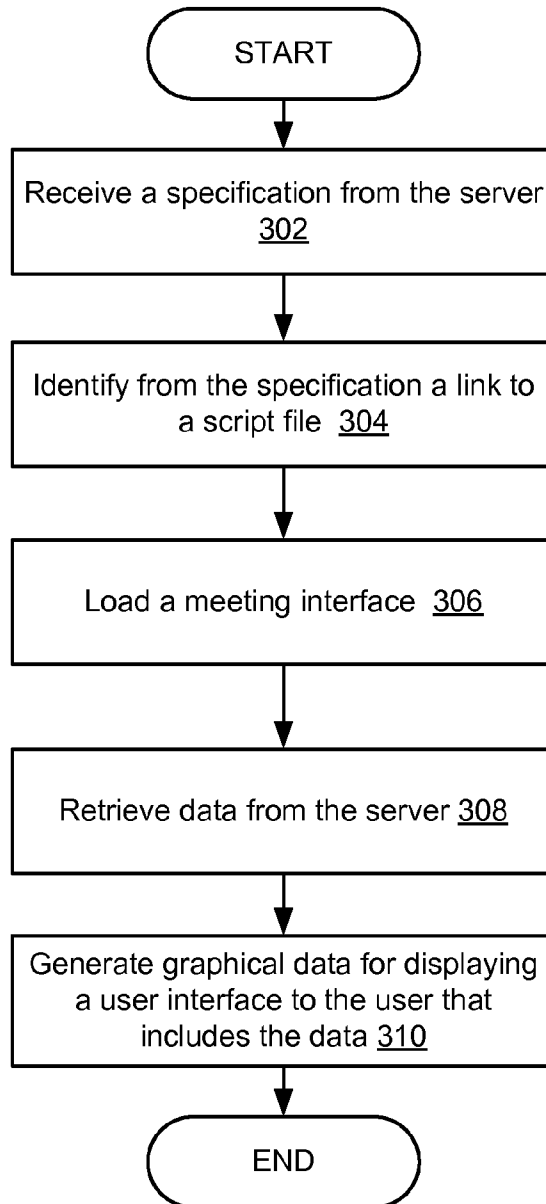 START
Receive a specification from the server
302
Identify from the specification a link to
a script file 304
Load a meeting interface 306
Retrieve data from the server 308
Generate graphical data for displaying
a user interface to the user that
includes the data 310
END